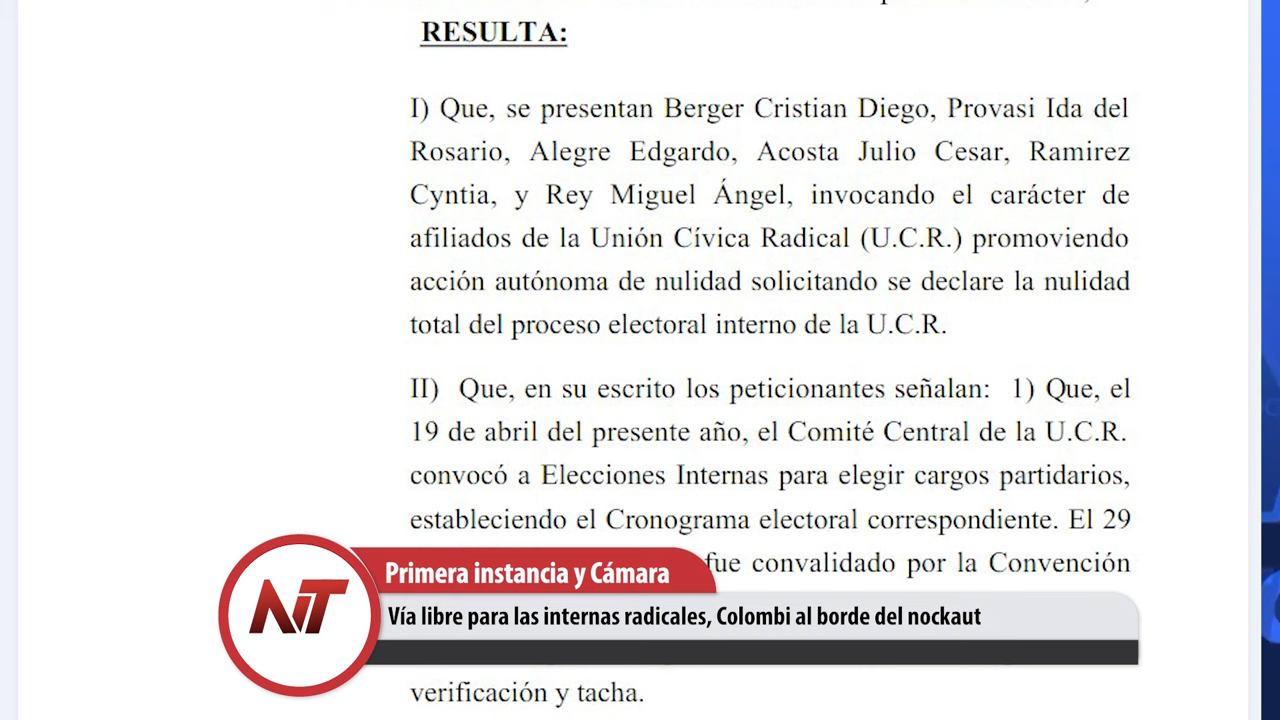 RESULTA:
I) Que, se presentan Berger Cristian Diego, Provasi Ida del
Rosario, Alegre Edgardo, Acosta Julio Cesar, Ramirez
Cyntia, y Rey Miguel Ángel, invocando el carácter de
afiliados de la Unión Cívica Radical (U.C.R.) promoviendo
acción autónoma de nulidad solicitando se declare la nulidad
total del proceso electoral interno de la U.C.R.
II) Que, en su escrito los peticionantes señalan: 1) Que, el
19 de abril del presente año, el Comité Central de la U.C.R.
convocó a Elecciones Internas para elegir cargos partidarios,
estableciendo el Cronograma electoral correspondiente. El 29
fue convalidado por la Convención
NT
Primera instancia y Cámara
Vía libre para las internas radicales, Colombi al borde del nockaut
verificación y tacha.